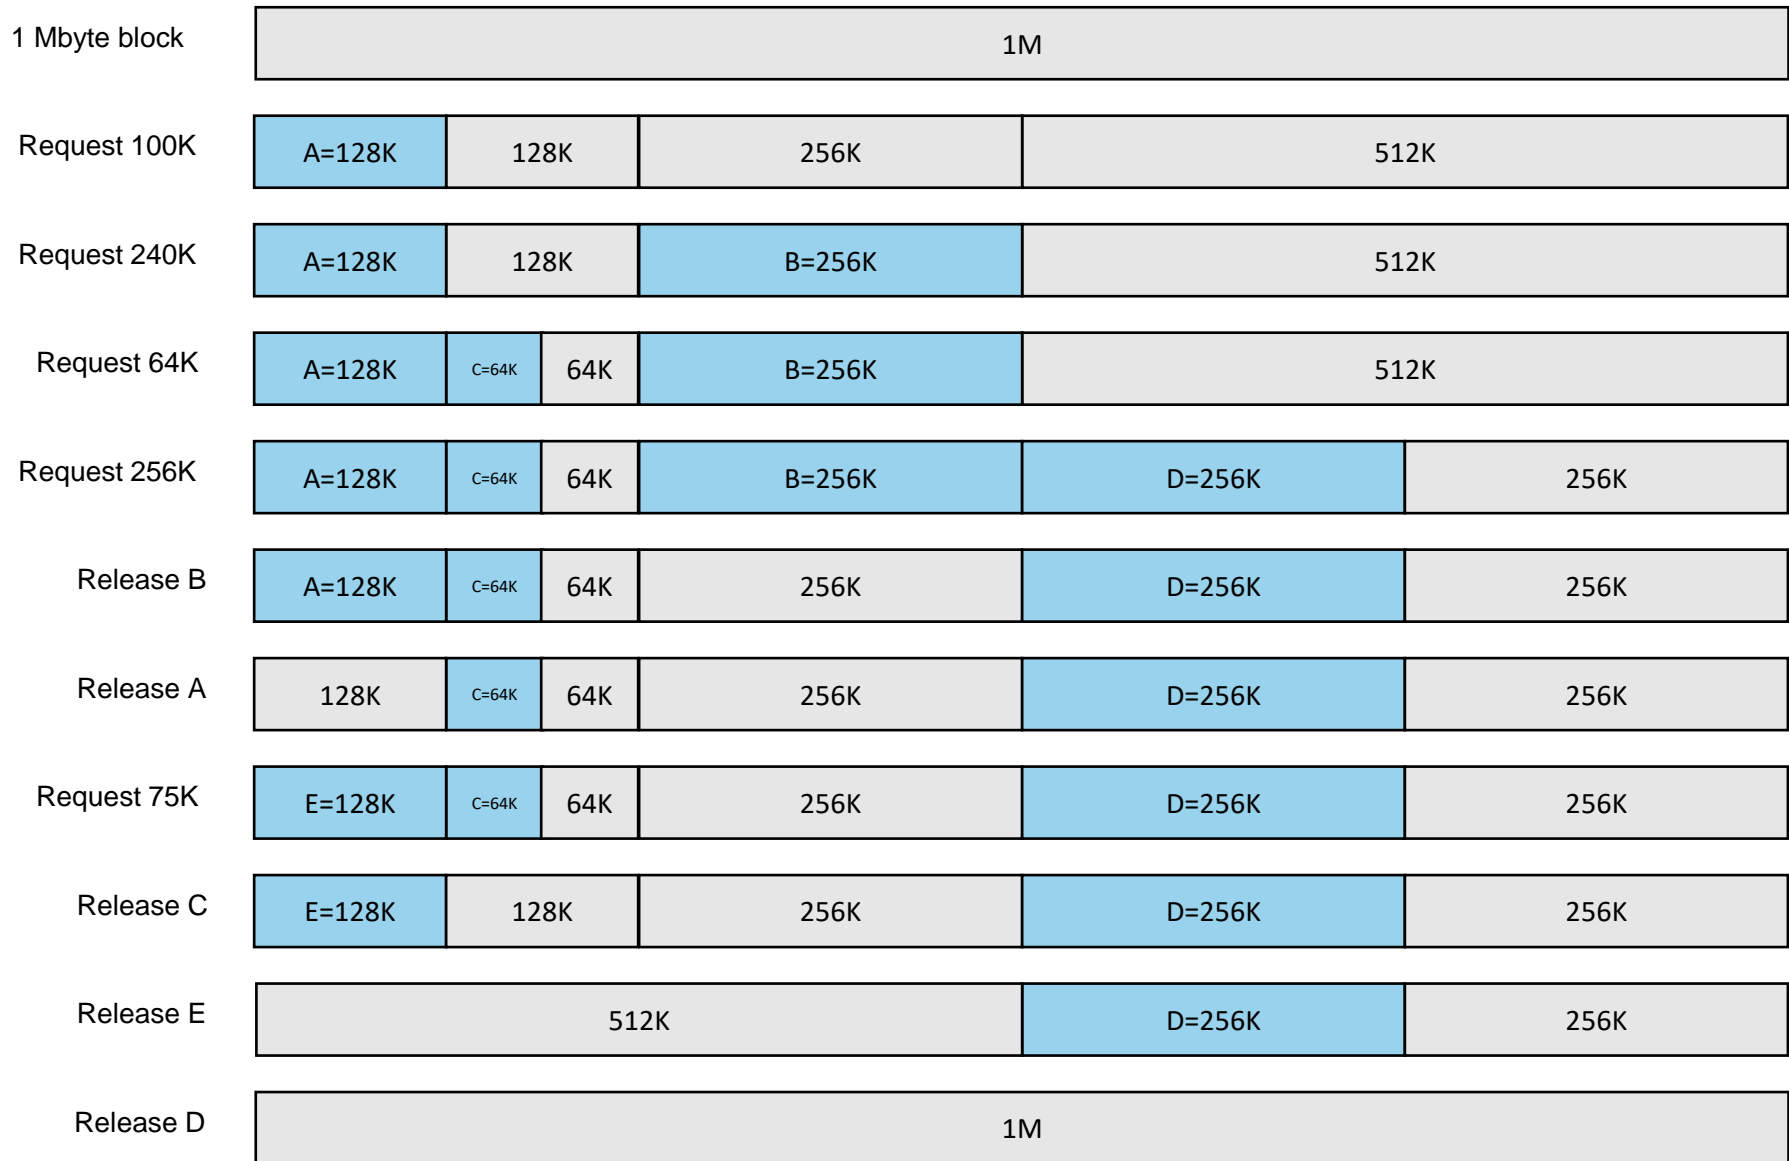 1 Mbyte block 1M
Request 100K A=128K 128K 256K 512K
Request 240K A=128K 128K B=256K 512K
Request 64K A=128K C=64K 64K B=256K 512K
Request 256K A=128K C=64K 64K B=256K D=256K 256K
Release B A=128K C=64K 64K 256K D=256K 256K
Release A 128K C=64K 64K 256K D=256K 256K
Request 75K E=128K C=64K 64K 256K D=256K 256K
Release C E=128K 128K 256K D=256K 256K
Release E 512K D=256K 256K
Release D 1M